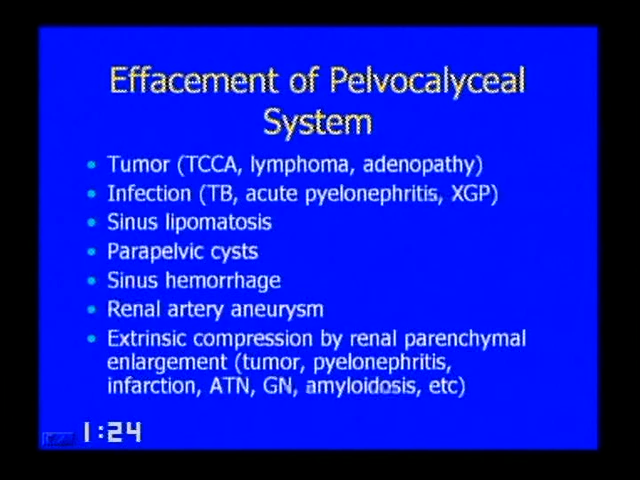 Effacement of Pelvocalyceal
System
• Tumor (TCCA, lymphoma, adenopathy)
• Infection (TB, acute pyelonephritis, XGP)
• Sinus lipomatosis
• Parapelvic cysts
• Sinus hemorrhage
• Renal artery aneurysm
• Extrinsic compression by renal parenchymal
enlargement (tumor, pyelonephritis,
infarction, ATN, GN, amyloidosis, etc)
1:24